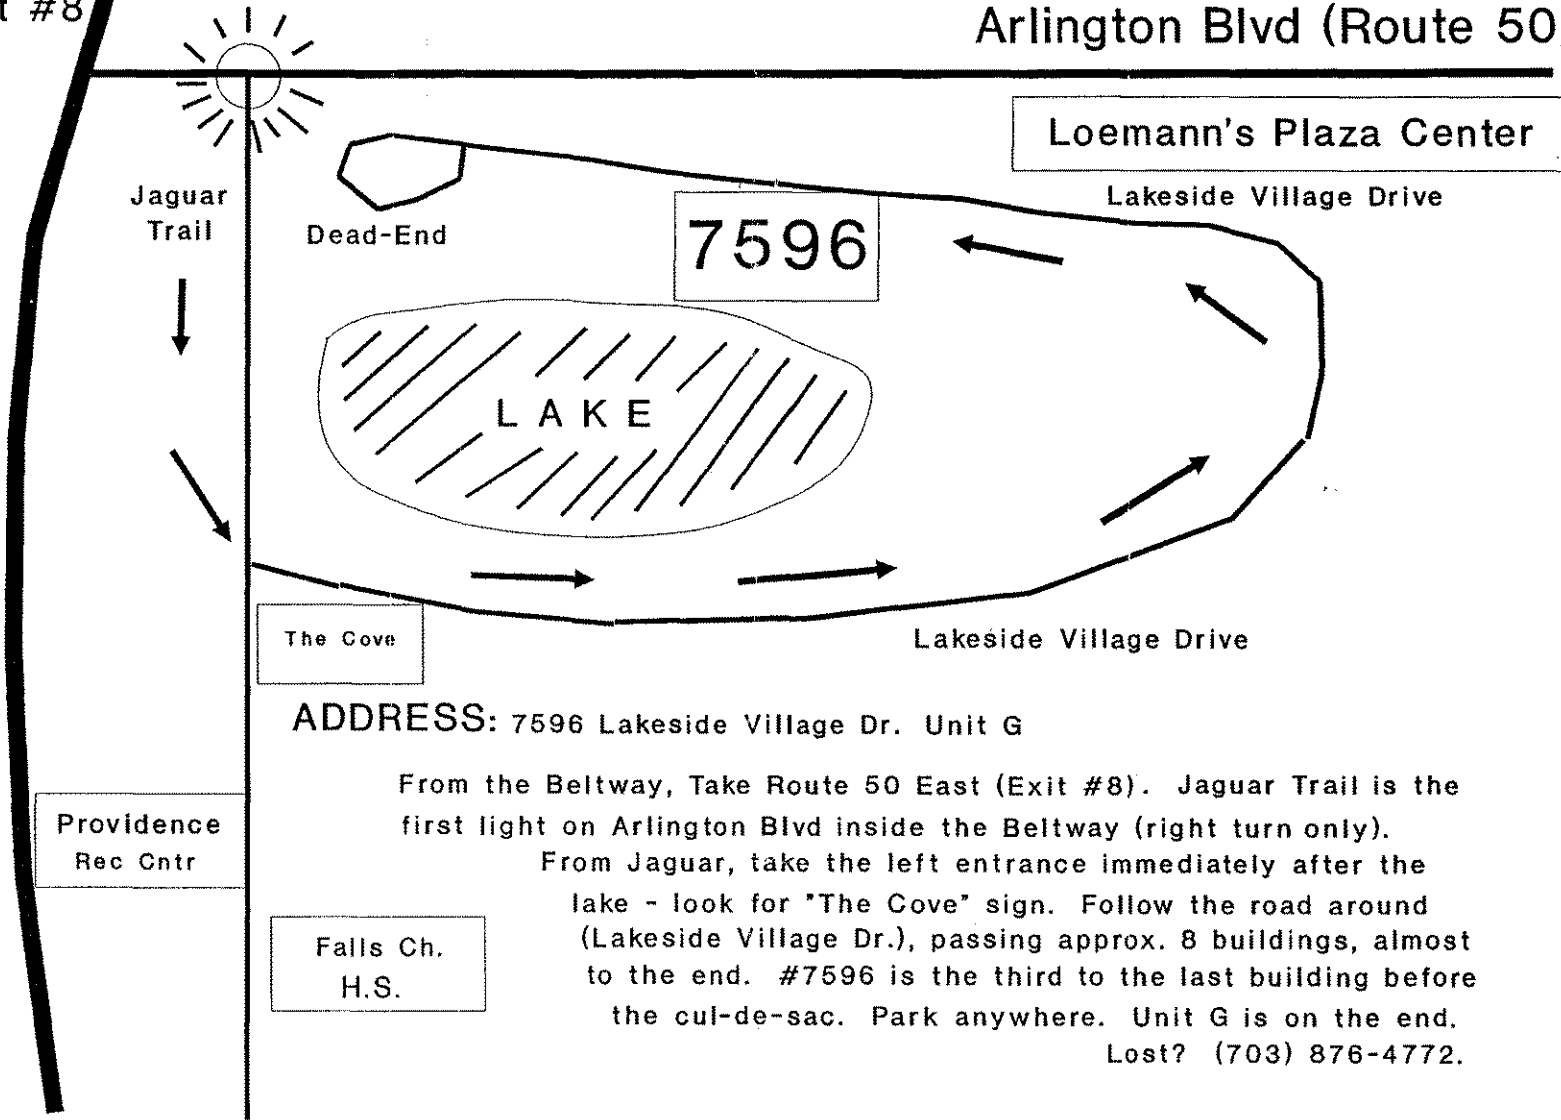 t #8
Arlington Blvd (Route 50
Loemann's Plaza Center
Jaguar
Trail
Lakeside Village Drive
Dead-End
7596
LAKE
The Cove
Lakeside Village Drive
ADDRESS: 7596 Lakeside Village Dr. Unit G
From the Beltway, Take Route 50 East (Exit #8). Jaguar Trail is the
first light on Arlington Blvd inside the Beltway (right turn only).
From Jaguar, take the left entrance immediately after the
lake - look for "The Cove" sign. Follow the road around
(Lakeside Village Dr.), passing approx. 8 buildings, almost
to the end. #7596 is the third to the last building before
the cul-de-sac. Park anywhere. Unit G is on the end.
Lost? (703) 876-4772.
Providence
Rec Cntr
Falls Ch.
H.S.